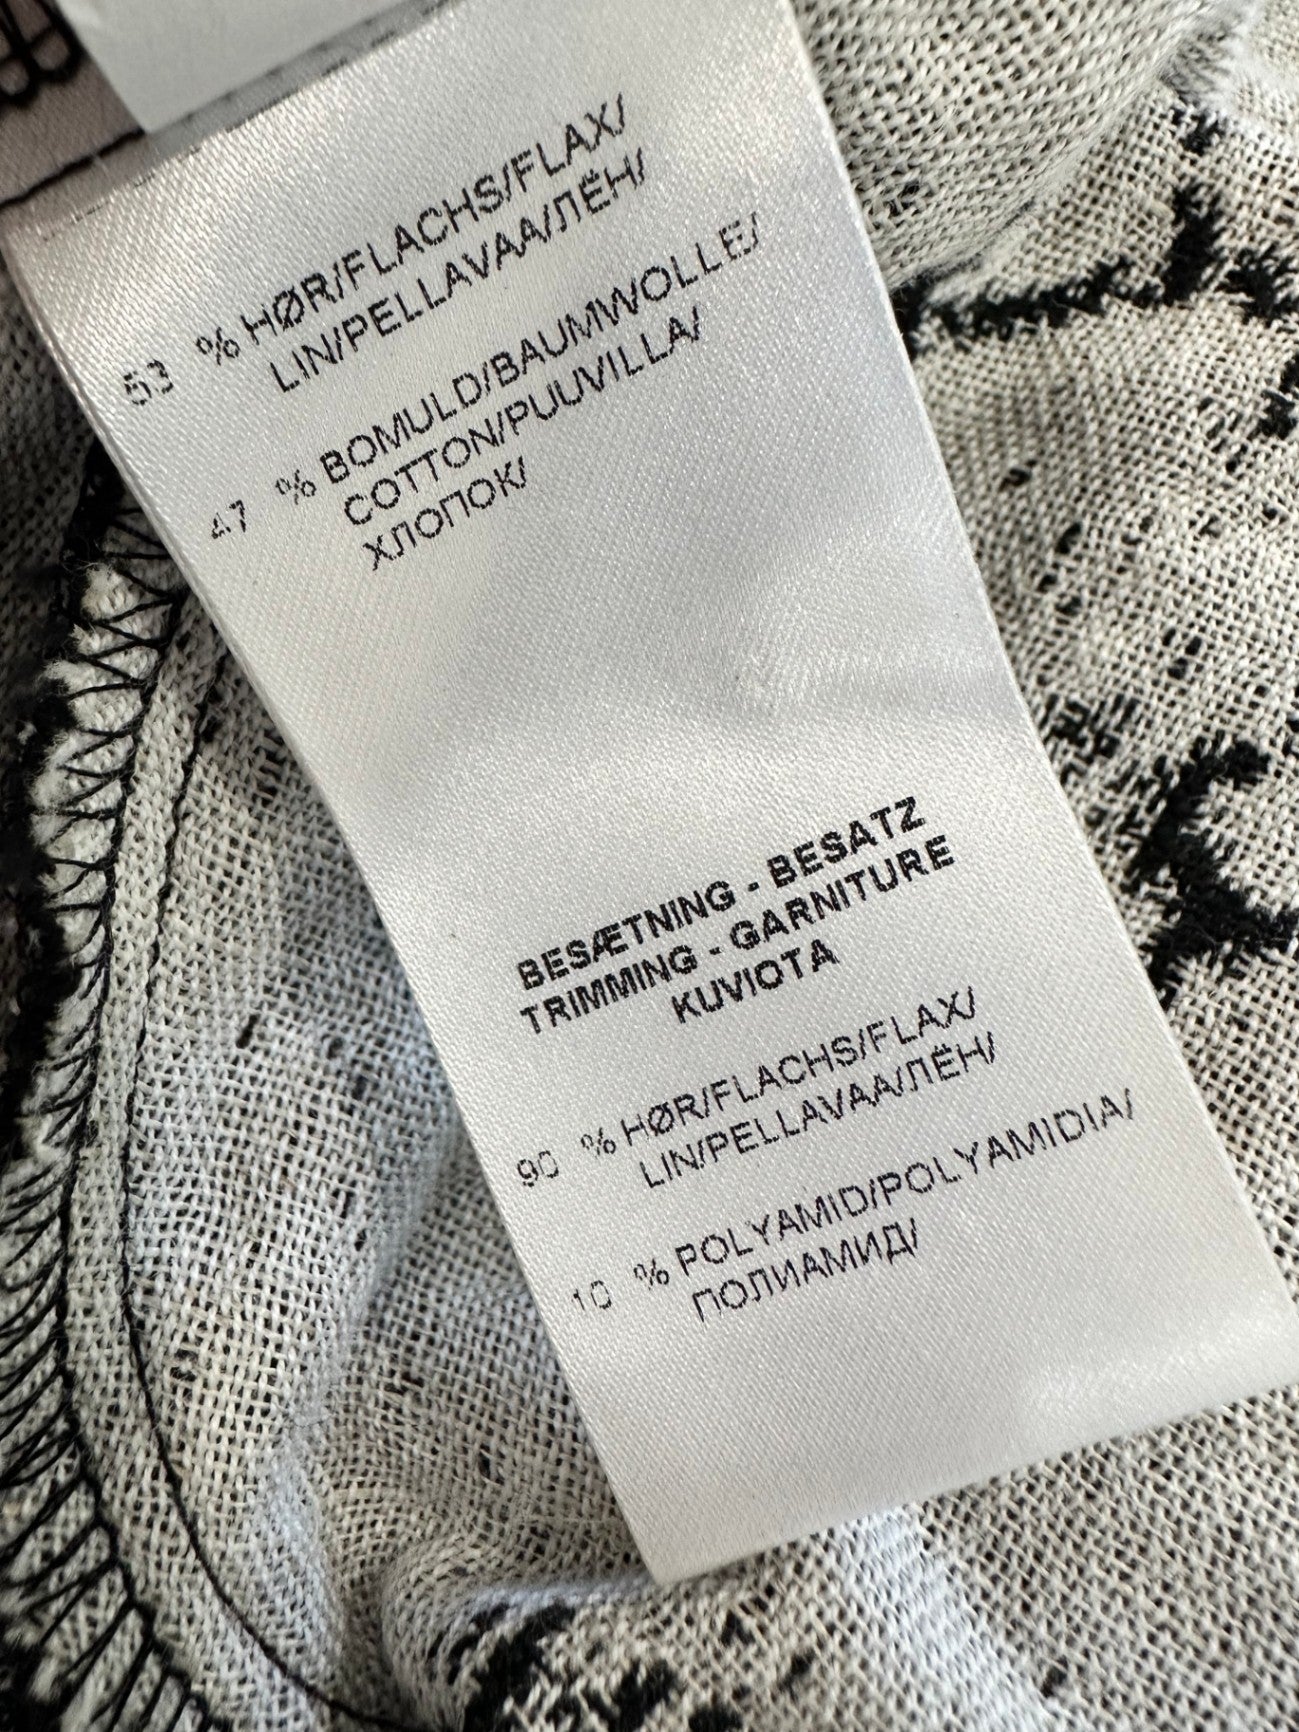 53 % HØR/FLACHS/FLAX/
LIN/PELLAVAA/ЛЁН/
47 % BOMULD/BAUMWOLLE/
COTTON/PUUVILLA/
ХЛОПОК/
BESÆTNING - BESATZ
TRIMMING - GARNITURE
KUVIOTA
90 % HØR/FLACHS/FLAX/
LIN/PELLAVAA/ЛЁН/
10 % POLYAMID/POLYAMIDIA/
ПОЛИАМИД/